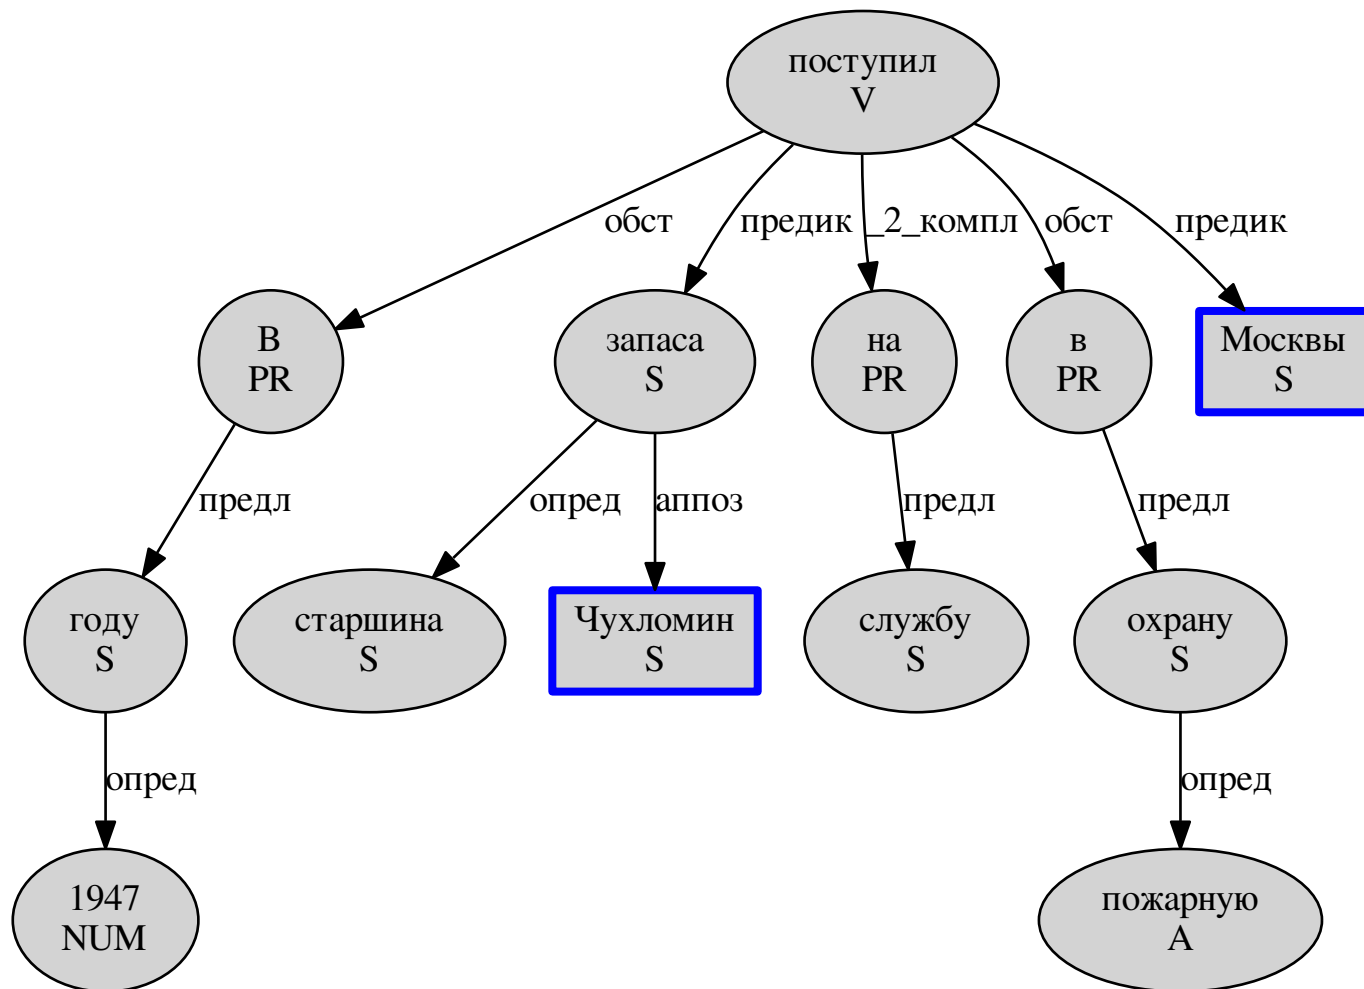 поступил
V
обст
предик
_2_компл
обст
предик
В
PR
запаса
S
на
PR
в
PR
Москвы
S
предл
опред
аппоз
предл
предл
году
S
старшина
S
Чухломин
S
службу
S
охрану
S
опред
опред
1947
NUM
пожарную
A